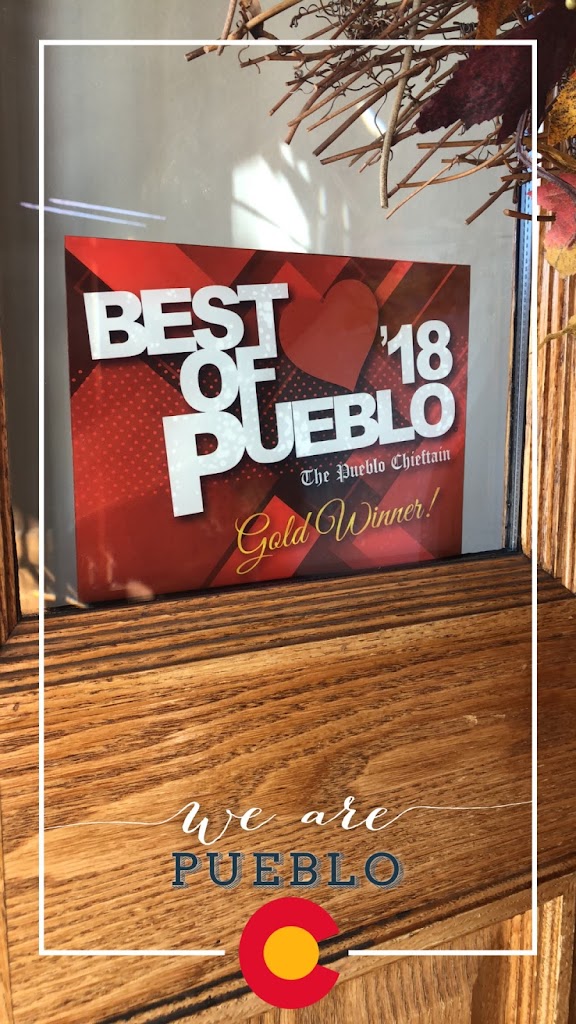 BEST
OF
'18
PUEBLO
The Pueblo Chieftain
Gold Winner!
we are
PUEBLO